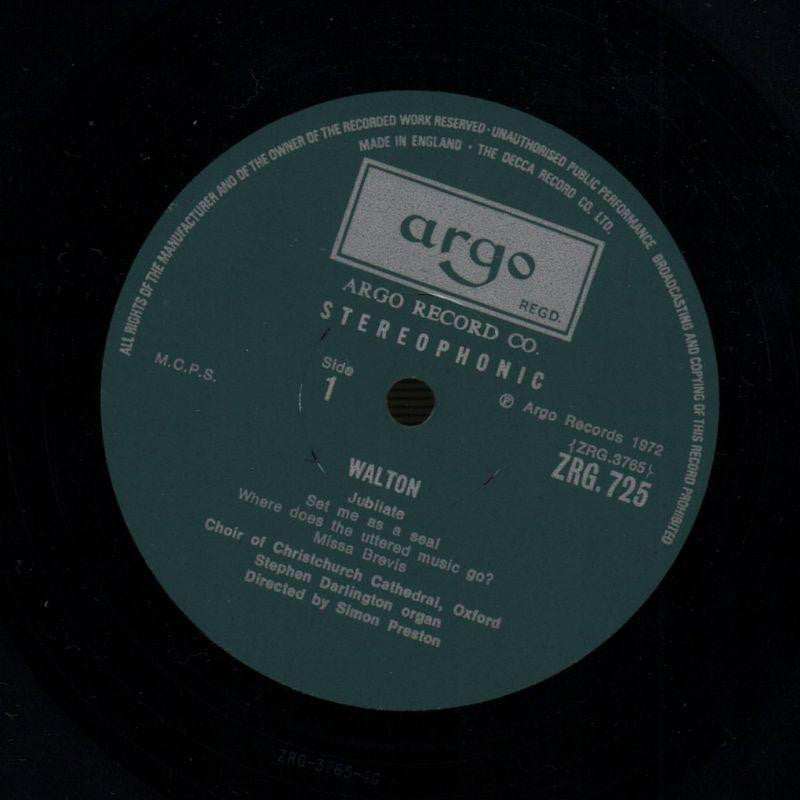 ALL RIGHTS OF THE MANUFACTURER AND OF THE OWNER OF THE RECORDED WORK RESERVED · UNAUTHORISED PUBLIC PERFORMANCE BROADCASTING AND COPYING OF THIS RECORD PROHIBITED
MADE IN ENGLAND · THE DECCA RECORD CO. LTD.
argo
REGD.
ARGO RECORD CO.
STEREOPHONIC
M.C.P.S.
Side
1
℗ Argo Records 1972
(ZRG.3765)
ZRG. 725
WALTON
Jubilate
Set me as a seal
Where does the uttered music go?
Missa Brevis
Choir of Christchurch Cathedral, Oxford
Stephen Darlington organ
Directed by Simon Preston
ZRG-3765-4G